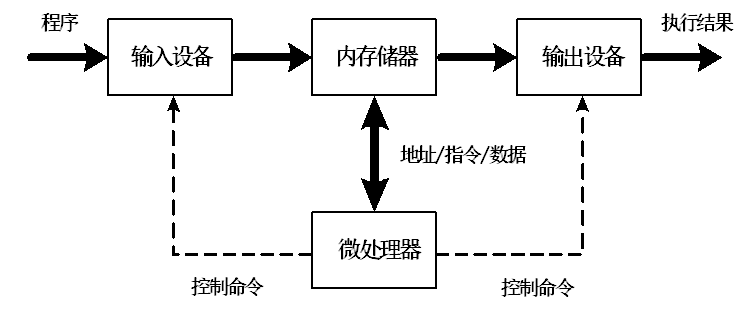 程序
执行结果
输入设备
内存储器
输出设备
地址/指令/数据
微处理器
控制命令
控制命令